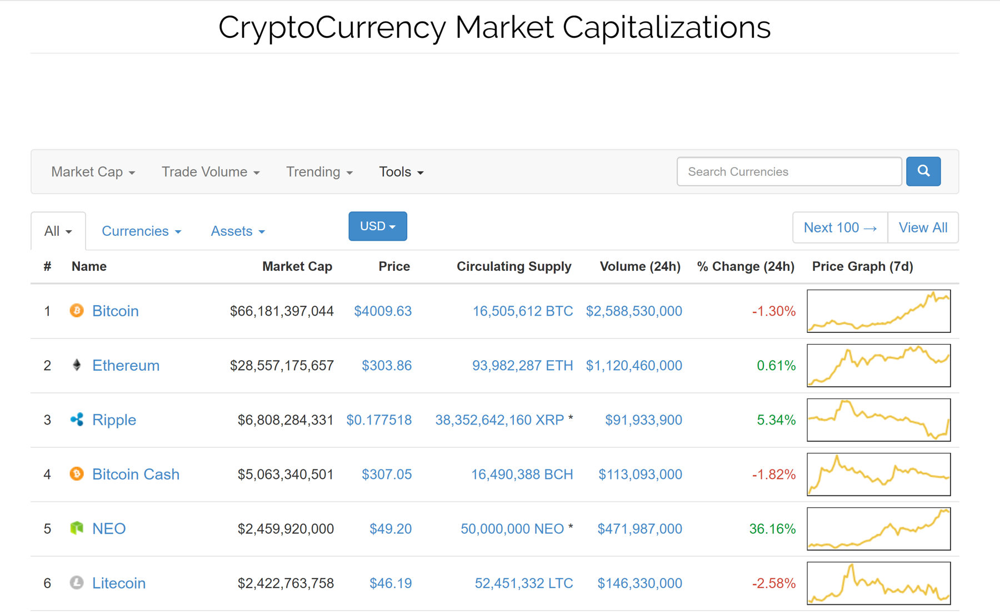 CryptoCurrency Market Capitalizations
Market Cap Trade Volume Trending Tools Search Currencies
All Currencies Assets USD Next 100 → View All
# Name Market Cap Price Circulating Supply Volume (24h) % Change (24h) Price Graph (7d)
1 Bitcoin $66,181,397,044 $4009.63 16,505,612 BTC $2,588,530,000 -1.30%
2 Ethereum $28,557,175,657 $303.86 93,982,287 ETH $1,120,460,000 0.61%
3 Ripple $6,808,284,331 $0.177518 38,352,642,160 XRP * $91,933,900 5.34%
4 Bitcoin Cash $5,063,340,501 $307.05 16,490,388 BCH $113,093,000 -1.82%
5 NEO $2,459,920,000 $49.20 50,000,000 NEO * $471,987,000 36.16%
6 Litecoin $2,422,763,758 $46.19 52,451,332 LTC $146,330,000 -2.58%